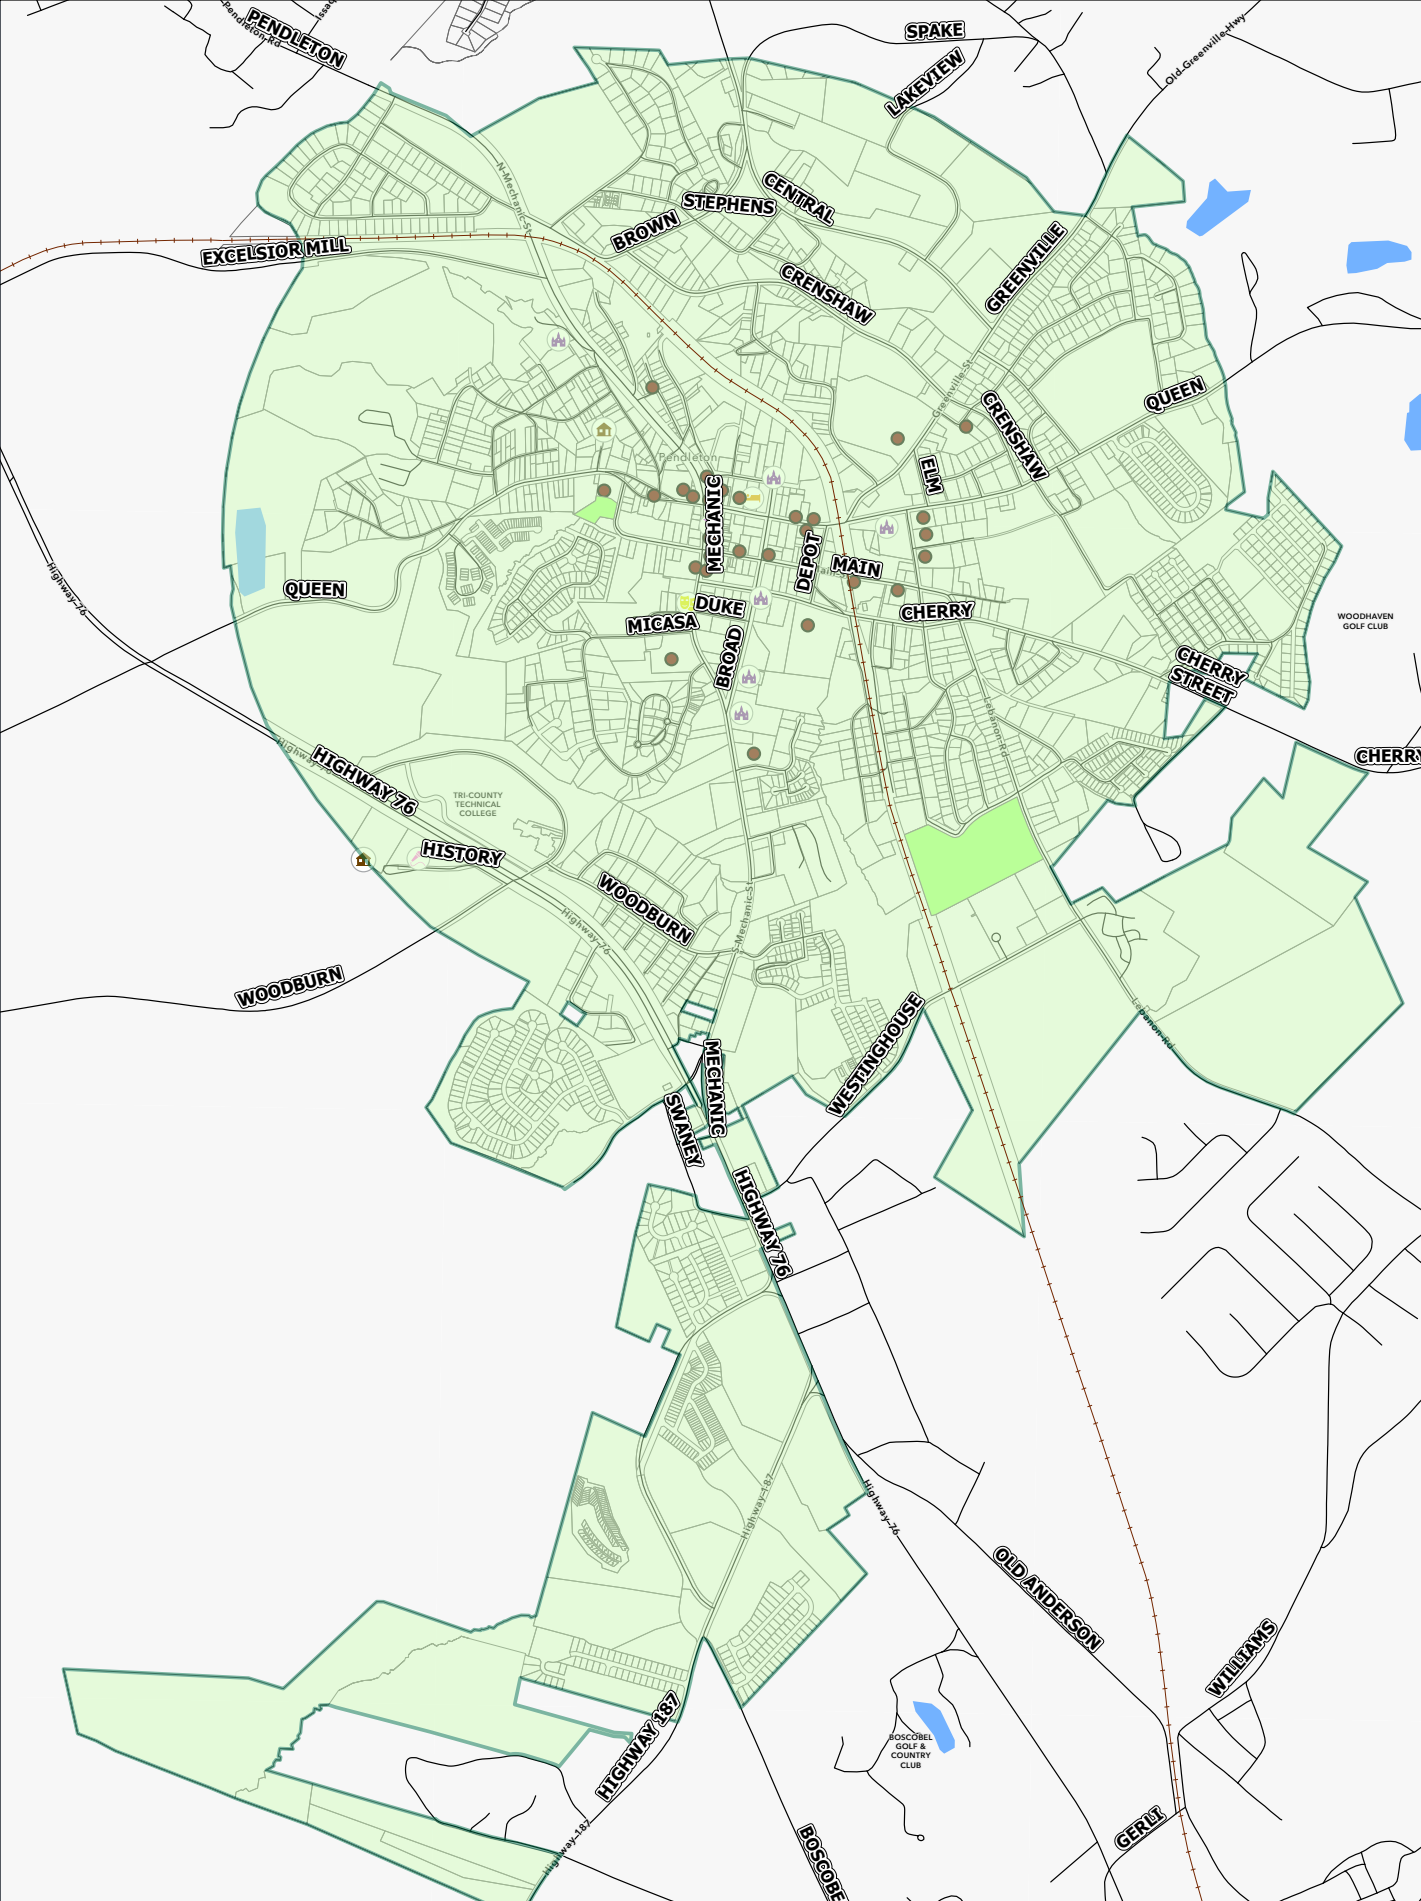 PENDLETON
Pendleton-Rd
SPAKE
LAKEVIEW
Old-Greenville-Hwy
N-Mechanic-St
CENTRAL
STEPHENS
BROWN
EXCELSIOR MILL
GREENVILLE
CRENSHAW
Greenville-St
QUEEN
CRENSHAW
Pendleton
ELM
MECHANIC
DEPOT
MAIN
Highway-76
QUEEN
DUKE
CHERRY
MICASA
BROAD
WOODHAVEN
GOLF CLUB
CHERRY
STREET
Lebanon-Rd
Highway-76
HIGHWAY 76
CHERRY
TRI-COUNTY
TECHNICAL
COLLEGE
HISTORY
WOODBURN
S-Mechanic-St
Highway-76
WOODBURN
WESTINGHOUSE
Lebanon-Rd
MECHANIC
SWANEY
HIGHWAY 76
Highway-187
Highway-76
OLD ANDERSON
WILLIAMS
HIGHWAY 187
BOSCOBEL
GOLF &
COUNTRY
CLUB
GERLI
Highway-187
BOSCOBE